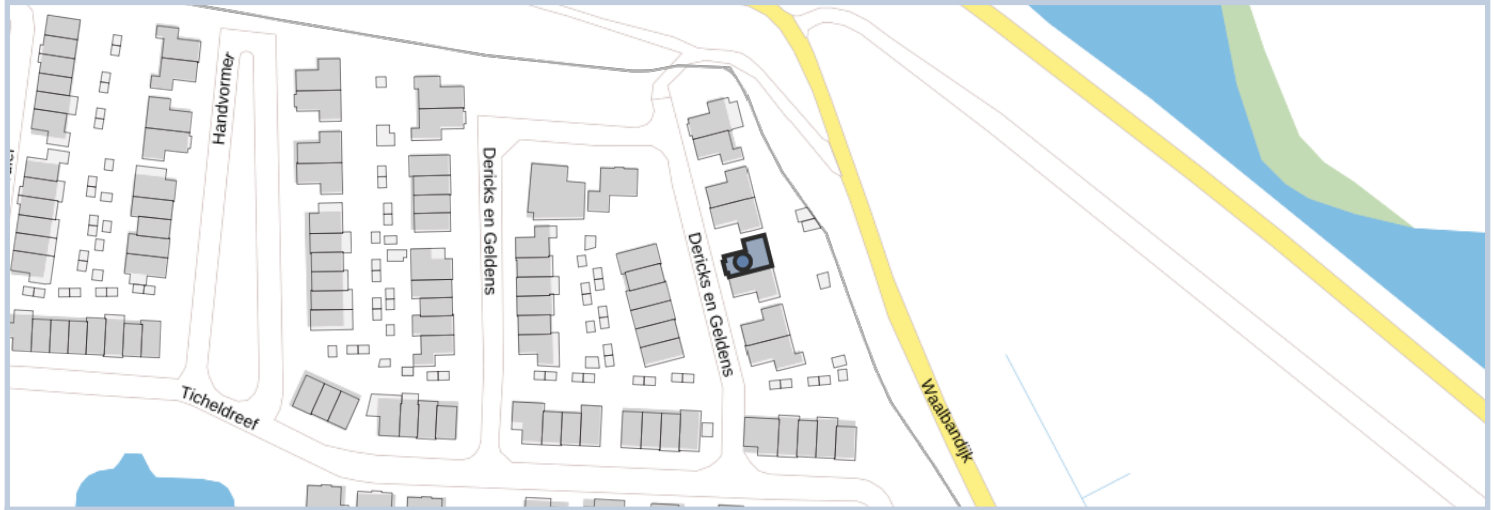 Handvormer
Dericks en Geldens
Dericks en Geldens
Ticheldreef
Waalbandijk